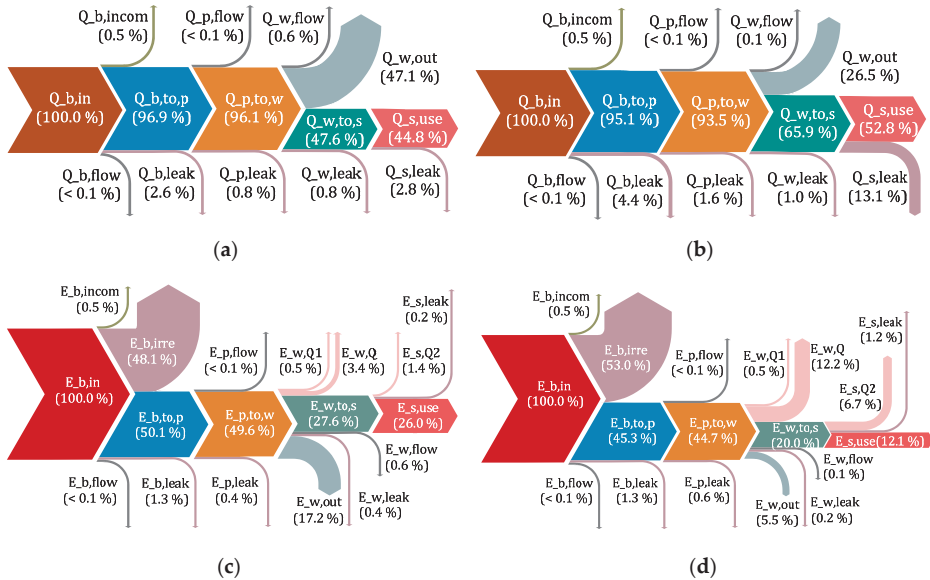 Q_b,incom
(0.5 %)
Q_p,flow
(< 0.1 %)
Q_w,flow
(0.6 %)
Q_w,out
(47.1 %)
Q_b,in
(100.0 %)
Q_b,to,p
(96.9 %)
Q_p,to,w
(96.1 %)
Q_w,to,s
(47.6 %)
Q_s,use
(44.8 %)
Q_b,flow
(< 0.1 %)
Q_b,leak
(2.6 %)
Q_p,leak
(0.8 %)
Q_w,leak
(0.8 %)
Q_s,leak
(2.8 %)
(a)
Q_b,incom
(0.5 %)
Q_p,flow
(< 0.1 %)
Q_w,flow
(0.1 %)
Q_w,out
(26.5 %)
Q_b,in
(100.0 %)
Q_b,to,p
(95.1 %)
Q_p,to,w
(93.5 %)
Q_w,to,s
(65.9 %)
Q_s,use
(52.8 %)
Q_b,flow
(< 0.1 %)
Q_b,leak
(4.4 %)
Q_p,leak
(1.6 %)
Q_w,leak
(1.0 %)
Q_s,leak
(13.1 %)
(b)
E_b,incom
(0.5 %)
E_b,irre
(48.1 %)
E_p,flow
(< 0.1 %)
E_w,Q1
(0.5 %)
E_w,Q
(3.4 %)
E_s,Q2
(1.4 %)
E_s,leak
(0.2 %)
E_b,in
(100.0 %)
E_b,to,p
(50.1 %)
E_p,to,w
(49.6 %)
E_w,to,s
(27.6 %)
E_s,use
(26.0 %)
E_b,flow
(< 0.1 %)
E_b,leak
(1.3 %)
E_p,leak
(0.4 %)
E_w,out
(17.2 %)
E_w,leak
(0.4 %)
E_w,flow
(0.6 %)
(c)
E_b,incom
(0.5 %)
E_b,irre
(53.0 %)
E_p,flow
(< 0.1 %)
E_w,Q1
(0.5 %)
E_w,Q
(12.2 %)
E_s,Q2
(6.7 %)
E_s,leak
(1.2 %)
E_b,in
(100.0 %)
E_b,to,p
(45.3 %)
E_p,to,w
(44.7 %)
E_w,to,s
(20.0 %)
E_s,use(12.1 %)
E_b,flow
(< 0.1 %)
E_b,leak
(1.3 %)
E_p,leak
(0.6 %)
E_w,out
(5.5 %)
E_w,leak
(0.2 %)
E_w,flow
(0.1 %)
(d)